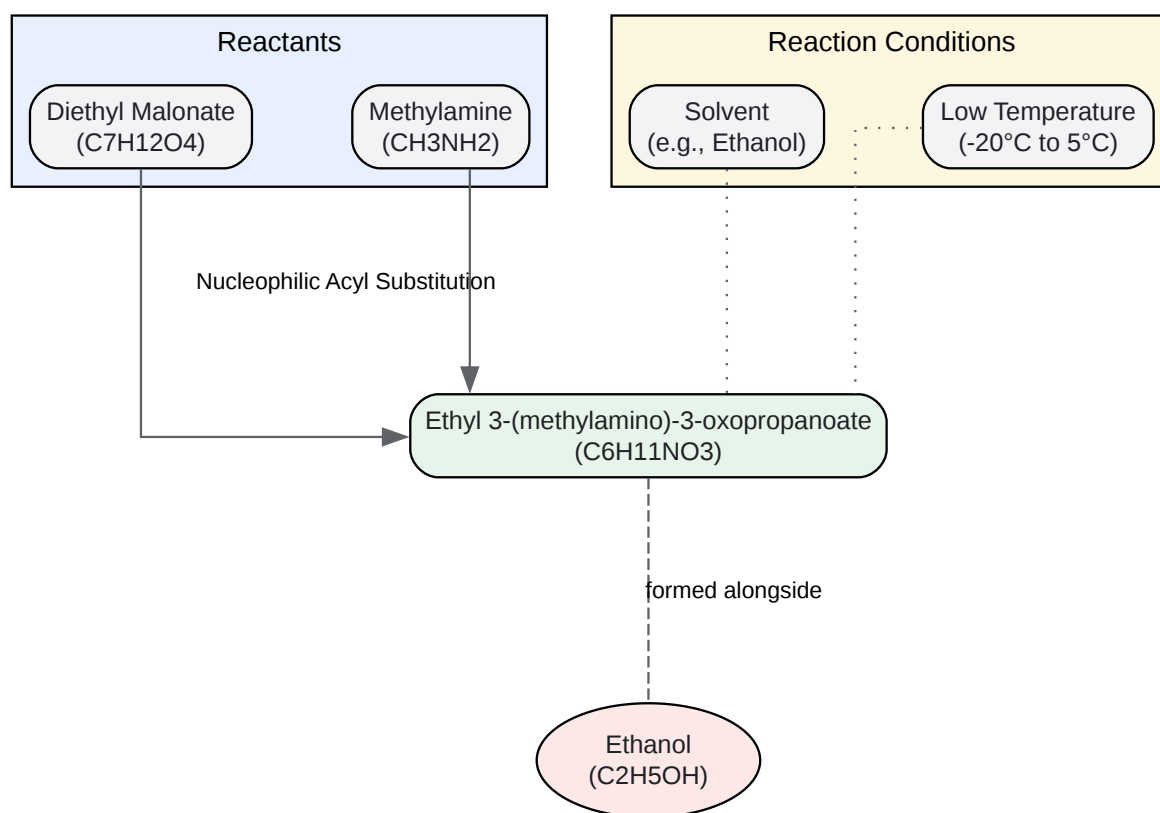 Reactants
Reaction Conditions
Diethyl Malonate
(C7H12O4)
Methylamine
(CH3NH2)
Solvent
(e.g., Ethanol)
Low Temperature
(-20°C to 5°C)
Nucleophilic Acyl Substitution
Ethyl 3-(methylamino)-3-oxopropanoate
(C6H11NO3)
formed alongside
Ethanol
(C2H5OH)